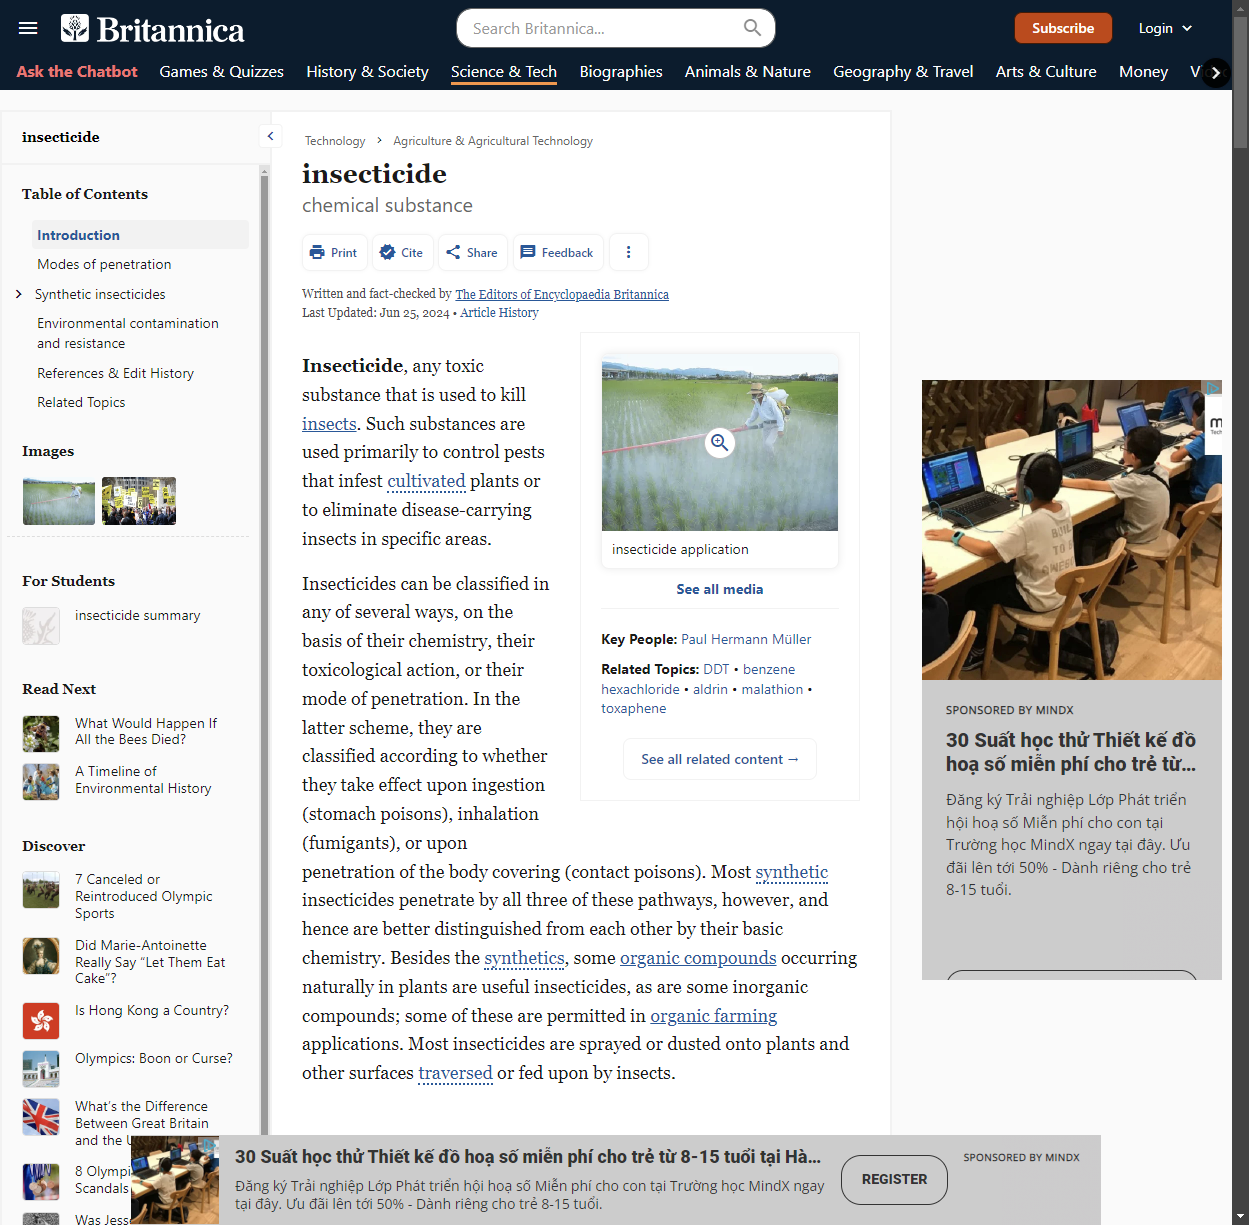 Britannica
Search Britannica...
Subscribe
Login
Ask the Chatbot
Games & Quizzes
History & Society
Science & Tech
Biographies
Animals & Nature
Geography & Travel
Arts & Culture
Money
insecticide
Table of Contents
Introduction
Modes of penetration
Synthetic insecticides
Environmental contamination
and resistance
References & Edit History
Related Topics
Images
For Students
insecticide summary
Read Next
What Would Happen If
All the Bees Died?
A Timeline of
Environmental History
Discover
7 Canceled or
Reintroduced Olympic
Sports
Did Marie-Antoinette
Really Say “Let Them Eat
Cake”?
Is Hong Kong a Country?
Olympics: Boon or Curse?
What’s the Difference
Between Great Britain
and the
8 Olympi
Scandals
Was Jess
Technology > Agriculture & Agricultural Technology
insecticide
chemical substance
Print
Cite
Share
Feedback
Written and fact-checked by The Editors of Encyclopaedia Britannica
Last Updated: Jun 25, 2024 • Article History
Insecticide, any toxic
substance that is used to kill
insects. Such substances are
used primarily to control pests
that infest cultivated plants or
to eliminate disease-carrying
insects in specific areas.
Insecticides can be classified in
any of several ways, on the
basis of their chemistry, their
toxicological action, or their
mode of penetration. In the
latter scheme, they are
classified according to whether
they take effect upon ingestion
(stomach poisons), inhalation
(fumigants), or upon
penetration of the body covering (contact poisons). Most synthetic
insecticides penetrate by all three of these pathways, however, and
hence are better distinguished from each other by their basic
chemistry. Besides the synthetics, some organic compounds occurring
naturally in plants are useful insecticides, as are some inorganic
compounds; some of these are permitted in organic farming
applications. Most insecticides are sprayed or dusted onto plants and
other surfaces traversed or fed upon by insects.
insecticide application
See all media
Key People: Paul Hermann Müller
Related Topics: DDT • benzene
hexachloride • aldrin • malathion •
toxaphene
See all related content →
SPONSORED BY MINDX
30 Suất học thử Thiết kế đồ
hoạ số miễn phí cho trẻ từ...
Đăng ký Trải nghiệp Lớp Phát triển
hội hoạ số Miễn phí cho con tại
Trường học MindX ngay tại đây. Ưu
đãi lên tới 50% - Dành riêng cho trẻ
8-15 tuổi.
30 Suất học thử Thiết kế đồ hoạ số miễn phí cho trẻ từ 8-15 tuổi tại Hà...
Đăng ký Trải nghiệp Lớp Phát triển hội hoạ số Miễn phí cho con tại Trường học MindX ngay
tại đây. Ưu đãi lên tới 50% - Dành riêng cho trẻ 8-15 tuổi.
REGISTER
SPONSORED BY MINDX